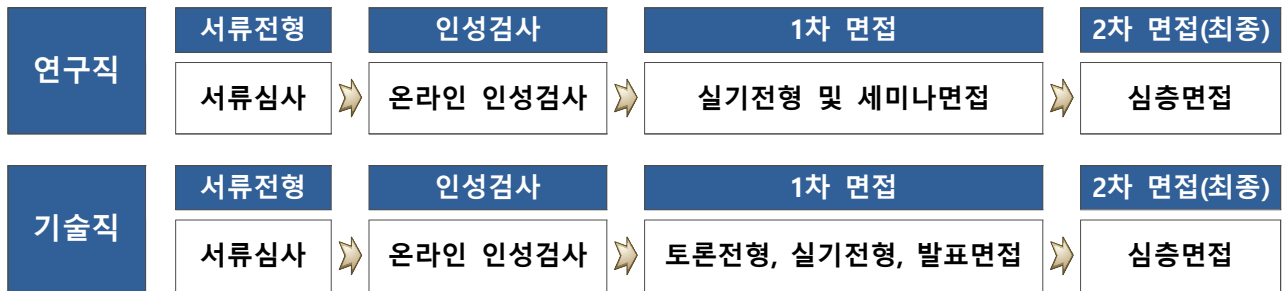 연구직
서류전형 인성검사 1차 면접 2차 면접(최종)
서류심사 온라인 인성검사 실기전형 및 세미나면접 심층면접
기술직
서류전형 인성검사 1차 면접 2차 면접(최종)
서류심사 온라인 인성검사 토론전형, 실기전형, 발표면접 심층면접